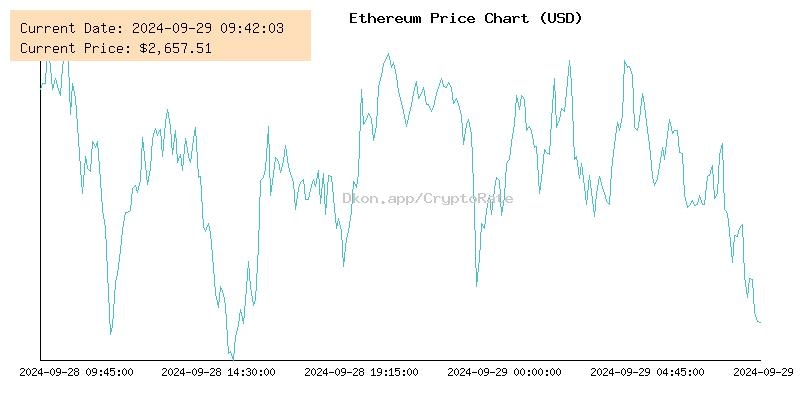 Ethereum Price Chart (USD)
Current Date: 2024-09-29 09:42:03
Current Price: $2,657.51
Dkon.app/CryptoRate
2024-09-28 09:45:00
2024-09-28 14:30:00
2024-09-28 19:15:00
2024-09-29 00:00:00
2024-09-29 04:45:00
2024-09-29